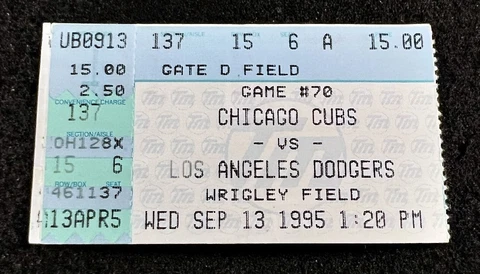 UB0913 137 15 6 A 15.00
15.00 GATE D FIELD
2.50 GAME #70
CONVENIENCE CHARGE
137 CHICAGO CUBS
SECTION/AISLE
OH128X - VS -
15 6 LOS ANGELES DODGERS
ROW/BOX SEAT
461137 WRIGLEY FIELD
13APR5 WED SEP 13 1995 1:20 PM